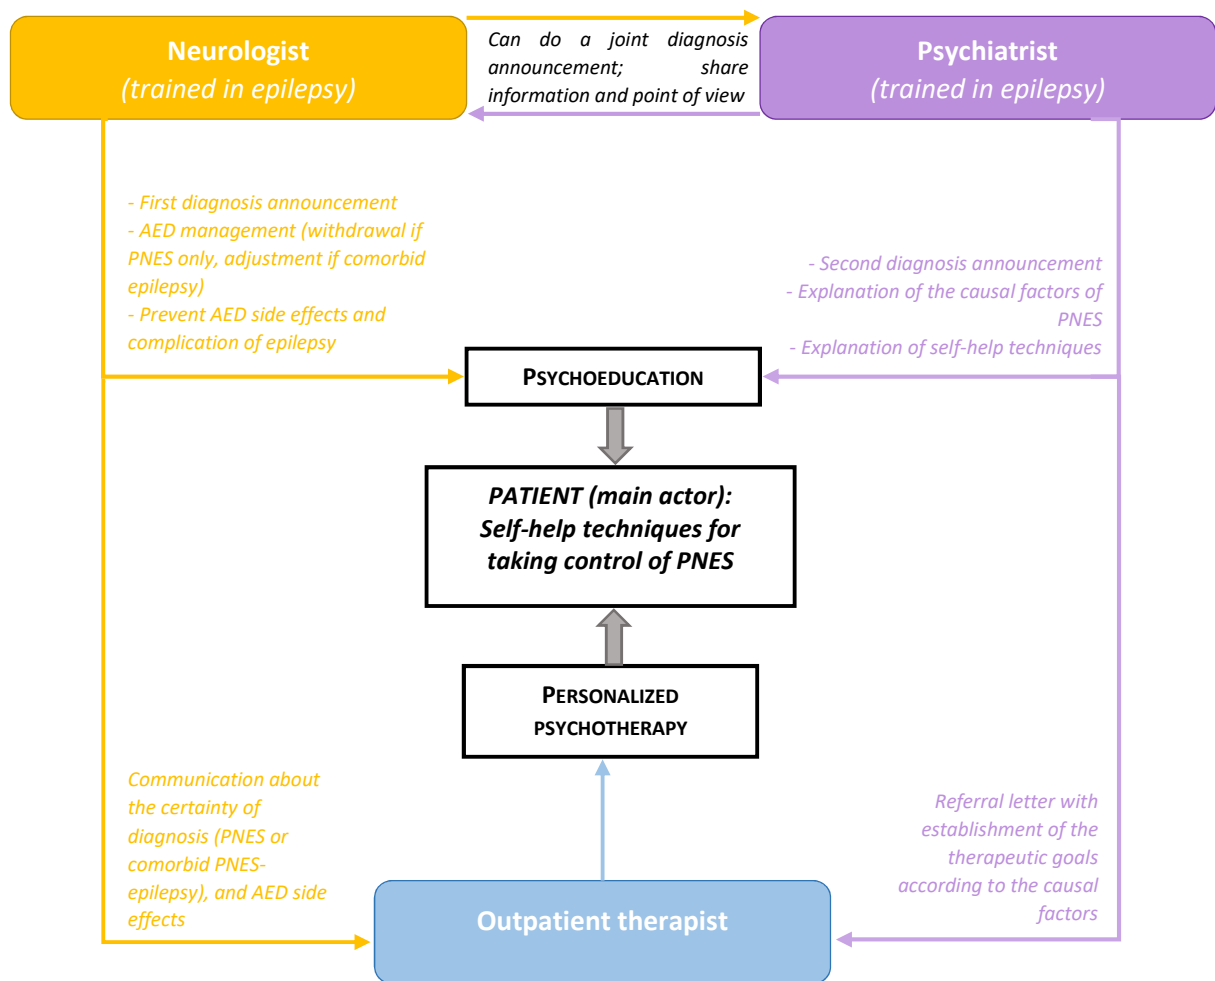 Neurologist
(trained in epilepsy)
Can do a joint diagnosis
announcement; share
information and point of view
Psychiatrist
(trained in epilepsy)
- First diagnosis announcement
- AED management (withdrawal if
PNES only, adjustment if comorbid
epilepsy)
- Prevent AED side effects and
complication of epilepsy
- Second diagnosis announcement
- Explanation of the causal factors of
PNES
- Explanation of self-help techniques
PSYCHOEDUCATION
PATIENT (main actor):
Self-help techniques for
taking control of PNES
PERSONALIZED
PSYCHOTHERAPY
Communication about
the certainty of
diagnosis (PNES or
comorbid PNES-
epilepsy), and AED side
effects
Referral letter with
establishment of the
therapeutic goals
according to the causal
factors
Outpatient therapist